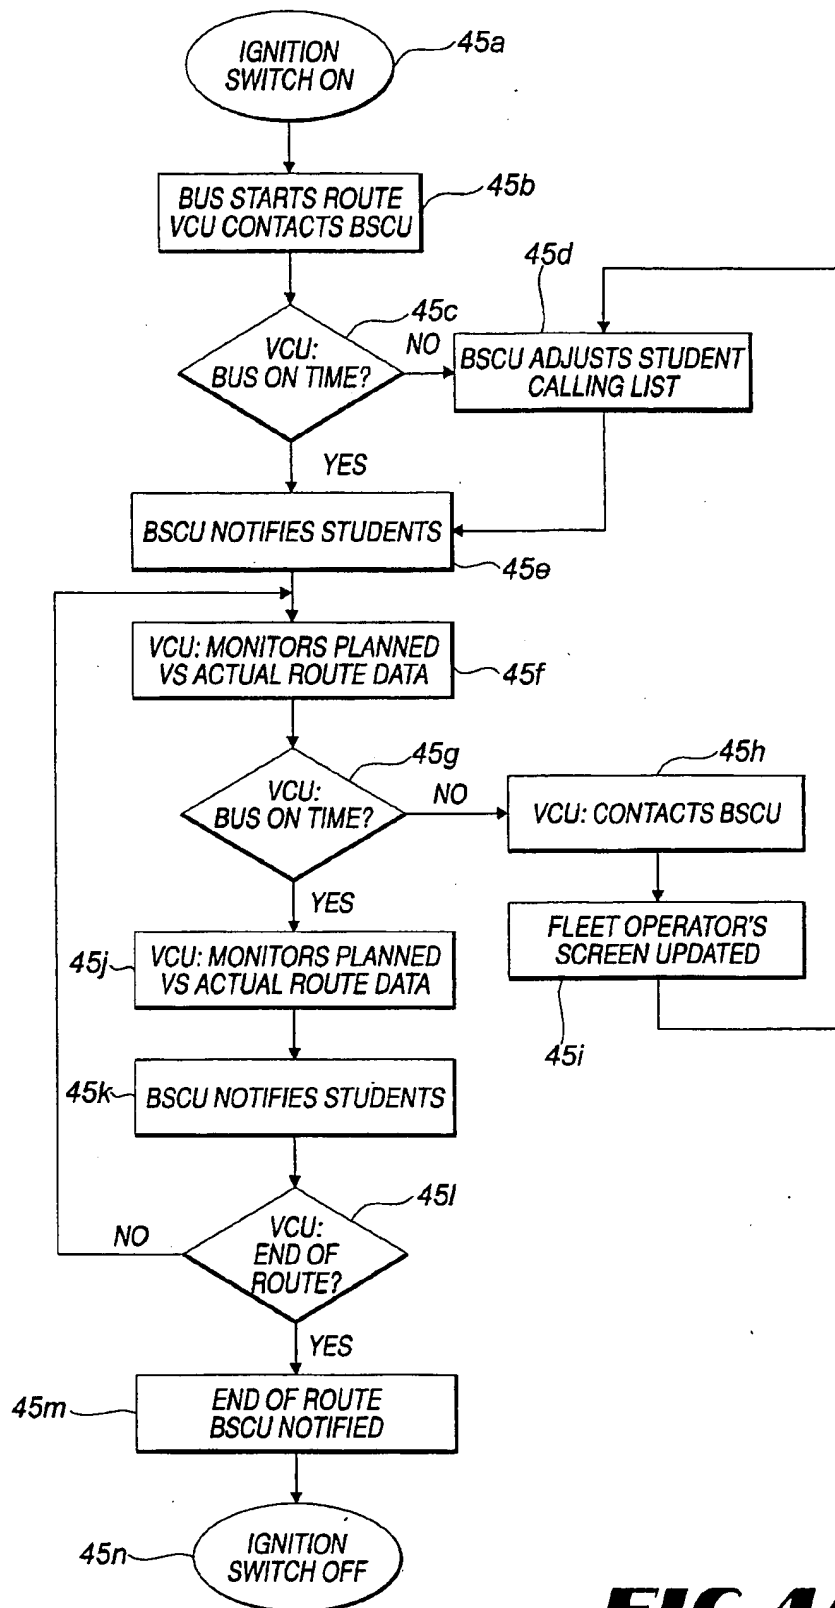 IGNITION
SWITCH ON
45a
BUS STARTS ROUTE
VCU CONTACTS BSCU
45b
45c
VCU:
BUS ON TIME?
NO
45d
BSCU ADJUSTS STUDENT
CALLING LIST
YES
BSCU NOTIFIES STUDENTS
45e
VCU: MONITORS PLANNED
VS ACTUAL ROUTE DATA
45f
45g
VCU:
BUS ON TIME?
NO
45h
VCU: CONTACTS BSCU
YES
FLEET OPERATOR'S
SCREEN UPDATED
45i
45j
VCU: MONITORS PLANNED
VS ACTUAL ROUTE DATA
45k
BSCU NOTIFIES STUDENTS
45l
VCU:
END OF
ROUTE?
NO
YES
45m
END OF ROUTE
BSCU NOTIFIED
45n
IGNITION
SWITCH OFF